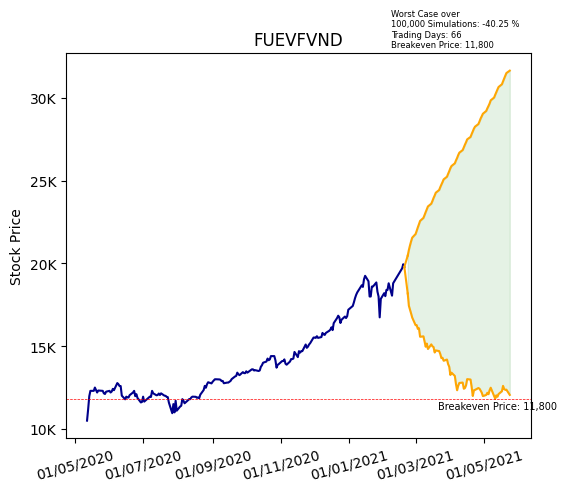 Worst Case over
100,000 Simulations: -40.25 %
Trading Days: 66
Breakeven Price: 11,800
FUEVFVND
Stock Price
30K
25K
20K
15K
10K
Breakeven Price: 11,800
01/05/2020
01/07/2020
01/09/2020
01/11/2020
01/01/2021
01/03/2021
01/05/2021